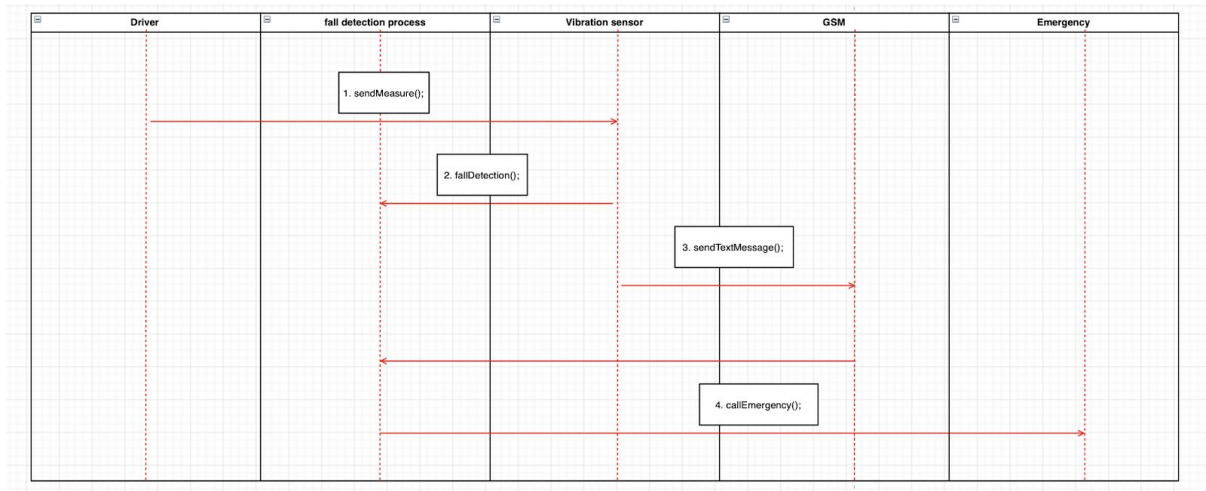 Driver
fall detection process
Vibration sensor
GSM
Emergency
1. sendMeasure();
2. fallDetection();
3. sendTextMessage();
4. callEmergency();